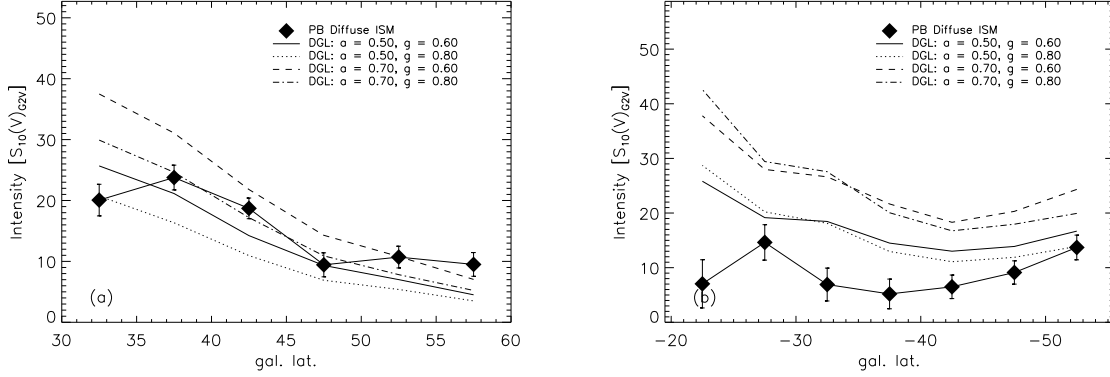 50
40
30
20
10
0
Intensity [S10(V)G2V]
PB Diffuse ISM
DGL: a = 0.50, g = 0.60
DGL: a = 0.50, g = 0.80
DGL: a = 0.70, g = 0.60
DGL: a = 0.70, g = 0.80
(a)
30 35 40 45 50 55 60
gal. lat.
50
40
30
20
10
0
Intensity [S10(V)G2V]
PB Diffuse ISM
DGL: a = 0.50, g = 0.60
DGL: a = 0.50, g = 0.80
DGL: a = 0.70, g = 0.60
DGL: a = 0.70, g = 0.80
(b)
-20 -30 -40 -50
gal. lat.